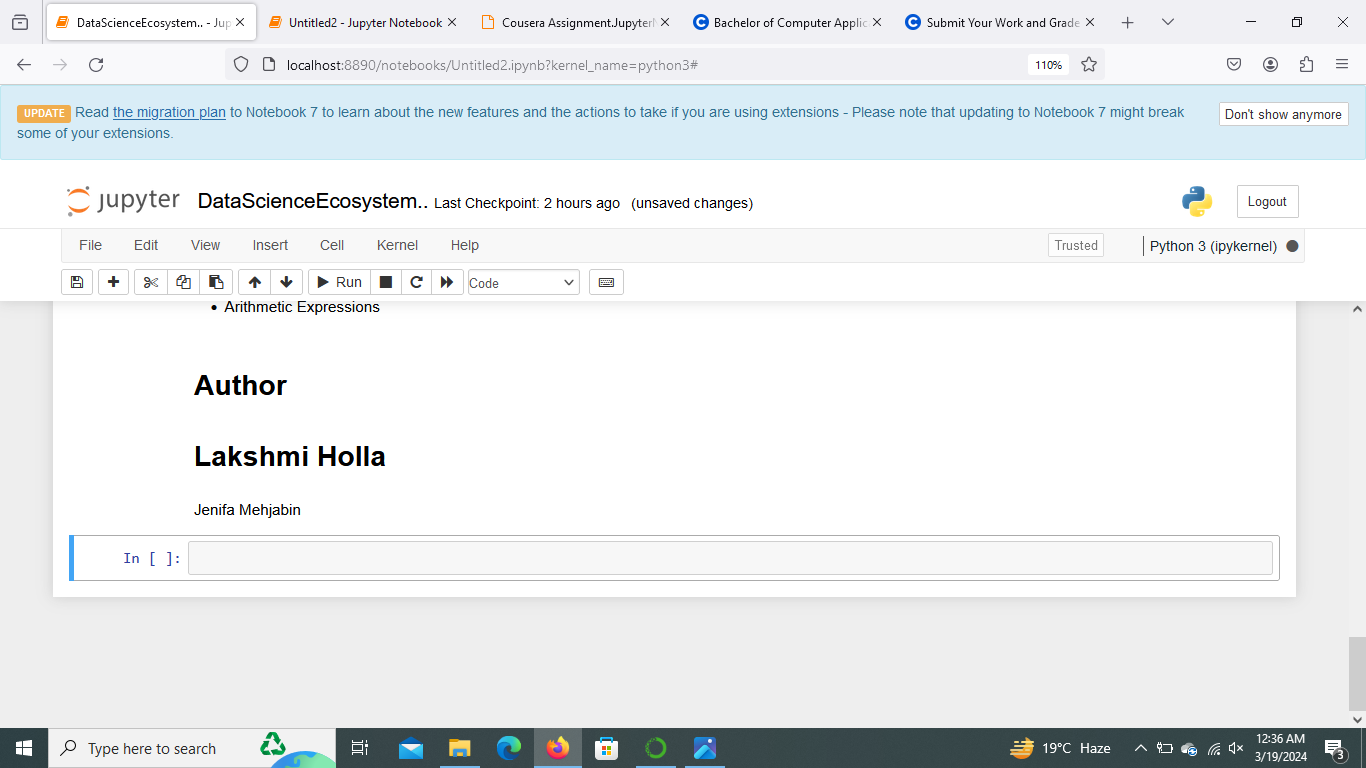 DataScienceEcosystem.. - Jup
Untitled2 - Jupyter Notebook
Cousera Assignment.Jupyter
Bachelor of Computer Applic
Submit Your Work and Grade
localhost:8890/notebooks/Untitled2.ipynb?kernel_name=python3#
110%
UPDATE Read the migration plan to Notebook 7 to learn about the new features and the actions to take if you are using extensions - Please note that updating to Notebook 7 might break
some of your extensions.
Don't show anymore
jupyter DataScienceEcosystem.. Last Checkpoint: 2 hours ago (unsaved changes)
Logout
File Edit View Insert Cell Kernel Help
Trusted
Python 3 (ipykernel)
Run
Code
• Arithmetic Expressions
Author
Lakshmi Holla
Jenifa Mehjabin
In [ ]:
Type here to search
19°C Haze
12:36 AM
3/19/2024
3